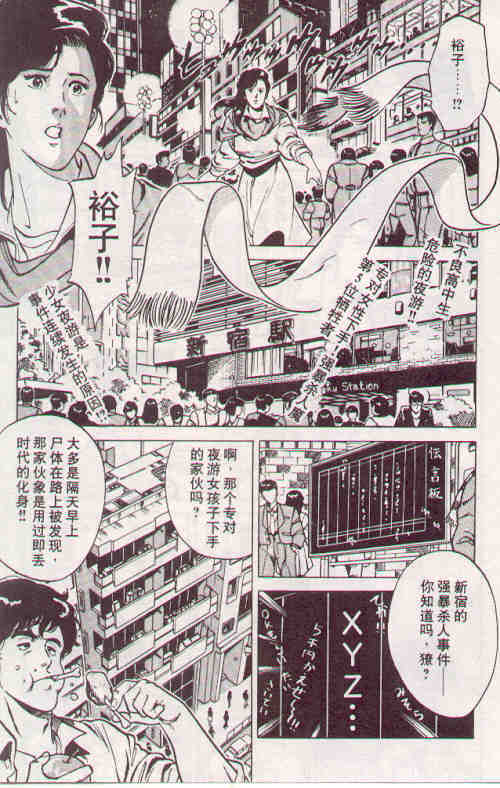 裕子……!?
裕子!!
不良高中生
危险的夜游!!
专对女性下手
第5位牺牲者，强暴杀人魔
少女夜游是
事件连续发生的原因!?
新宿駅
Station
伝言板
新宿的
强暴杀人事件——
你知道吗，獠？
XYZ…
啊，那个专对
夜游女孩子下手
的家伙吗？
大多是隔天早上
尸体在路上被发现，
那家伙象是用过即丢
时代的化身!!